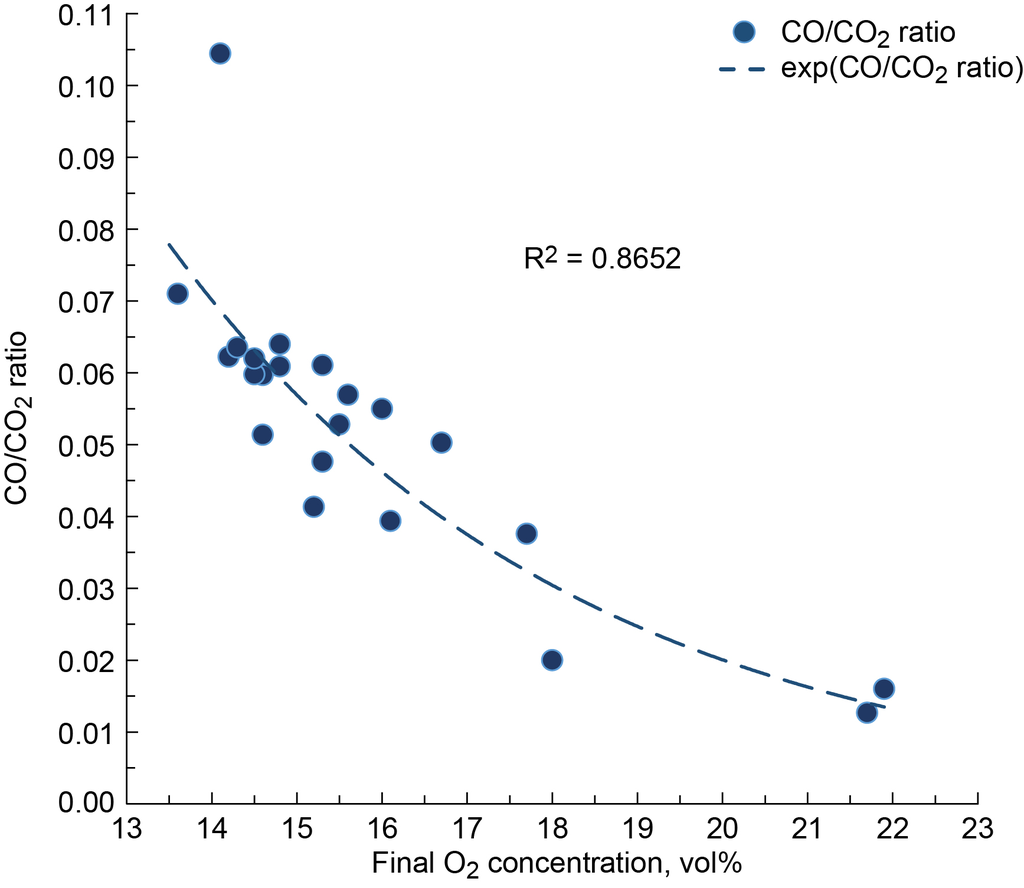 CO/CO₂ ratio
exp(CO/CO₂ ratio)
R² = 0.8652
0.11
0.10
0.09
0.08
0.07
0.06
0.05
0.04
0.03
0.02
0.01
0.00
CO/CO₂ ratio
13 14 15 16 17 18 19 20 21 22 23
Final O₂ concentration, vol%